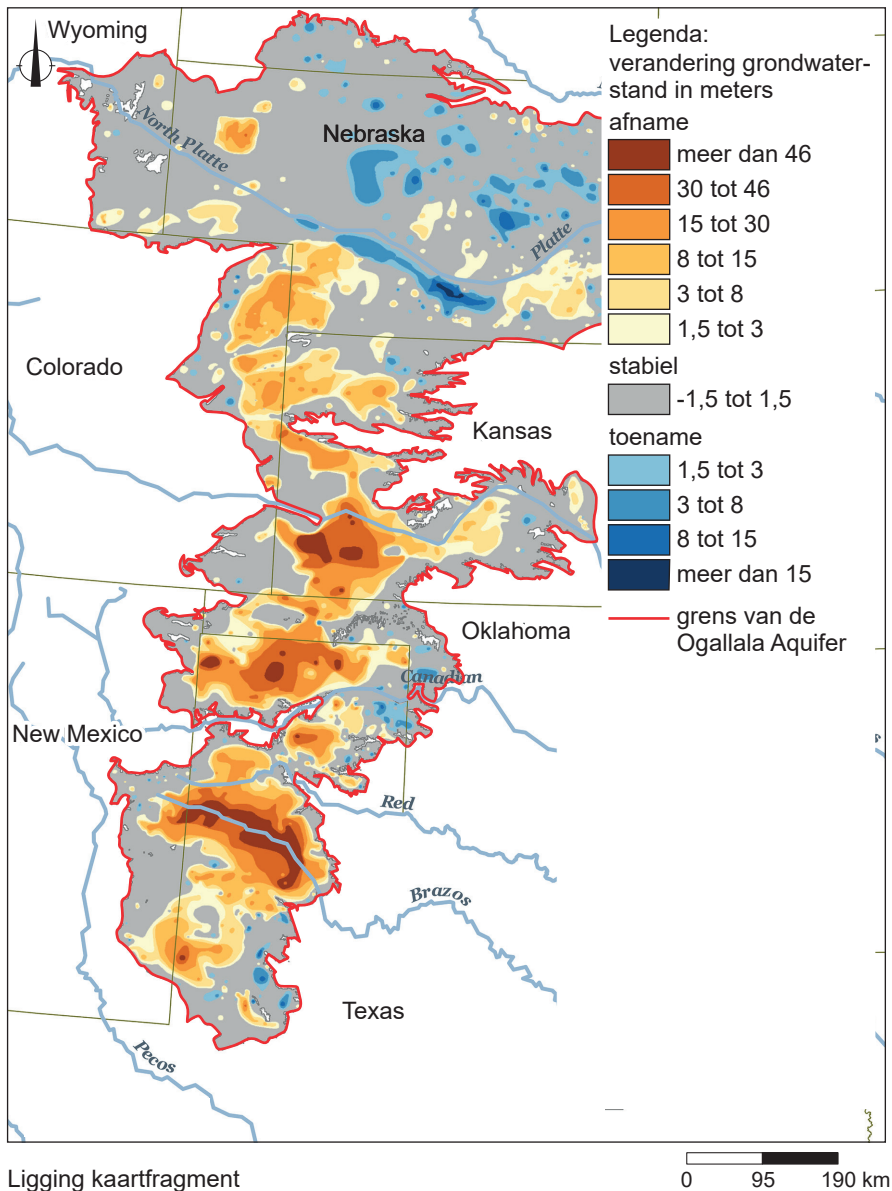 Wyoming
Nebraska
North Platte
Platte
Colorado
Kansas
Oklahoma
Canadian
New Mexico
Red
Brazos
Texas
Pecos
Legenda:
verandering grondwater-
stand in meters
afname
meer dan 46
30 tot 46
15 tot 30
8 tot 15
3 tot 8
1,5 tot 3
stabiel
-1,5 tot 1,5
toename
1,5 tot 3
3 tot 8
8 tot 15
meer dan 15
grens van de
Ogallala Aquifer
Ligging kaartfragment
0 95 190 km